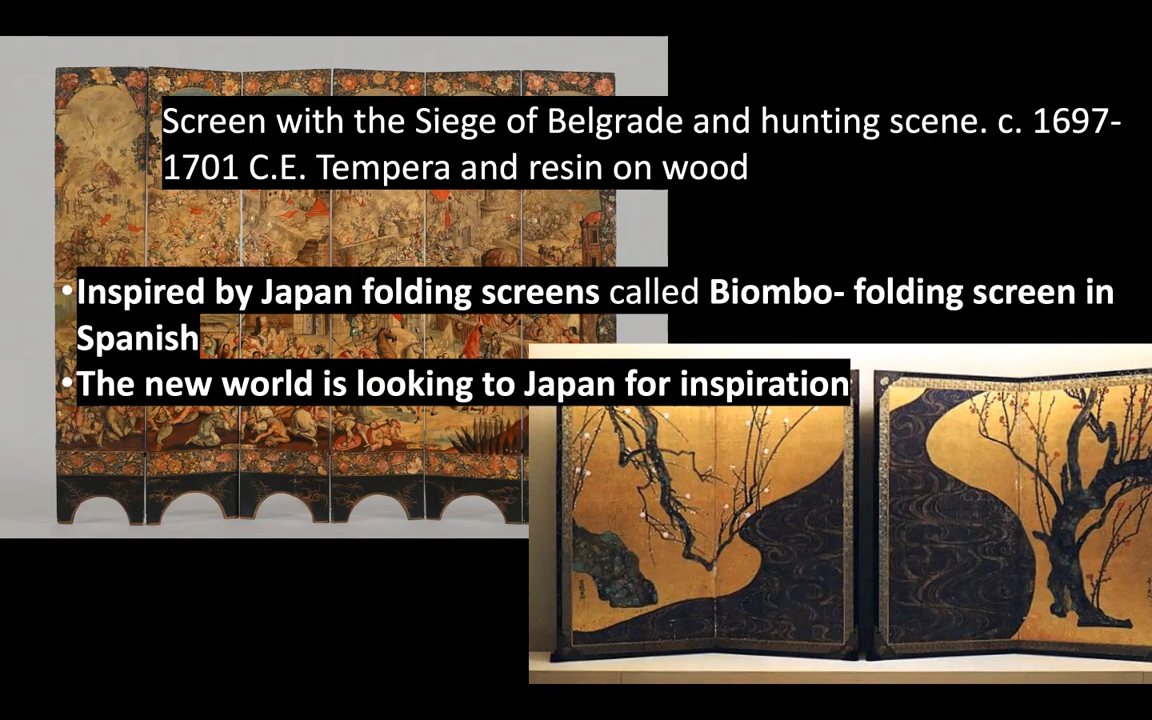 Screen with the Siege of Belgrade and hunting scene. c. 1697-
1701 C.E. Tempera and resin on wood
•Inspired by Japan folding screens called Biombo- folding screen in
Spanish
•The new world is looking to Japan for inspiration